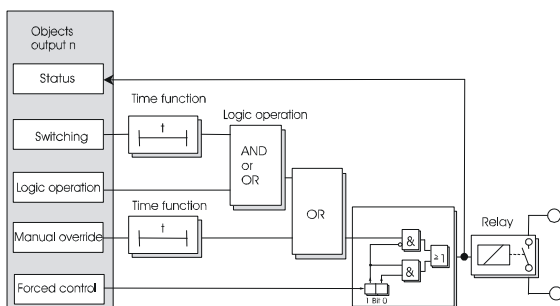 Objects
output n
Status
Time function
Logic operation
Switching
t
AND
or
OR
Logic operation
Time function
OR
Manual override
t
Relay
&
≥1
&
Forced control
1 Bit 0